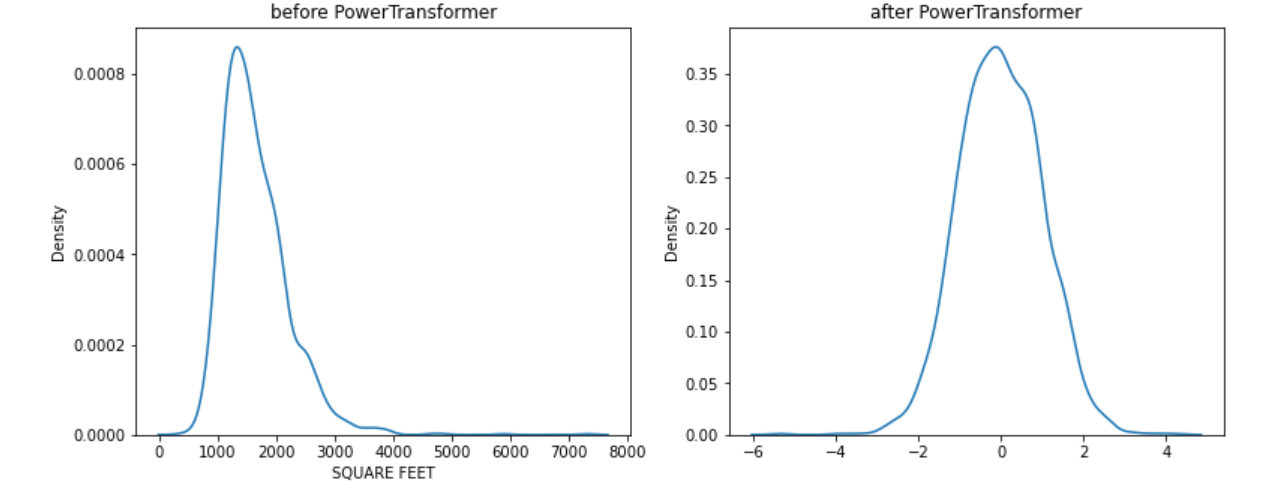 before PowerTransformer
Density
0.0008
0.0006
0.0004
0.0002
0.0000
0 1000 2000 3000 4000 5000 6000 7000 8000
SQUARE FEET
after PowerTransformer
Density
0.35
0.30
0.25
0.20
0.15
0.10
0.05
0.00
−6 −4 −2 0 2 4